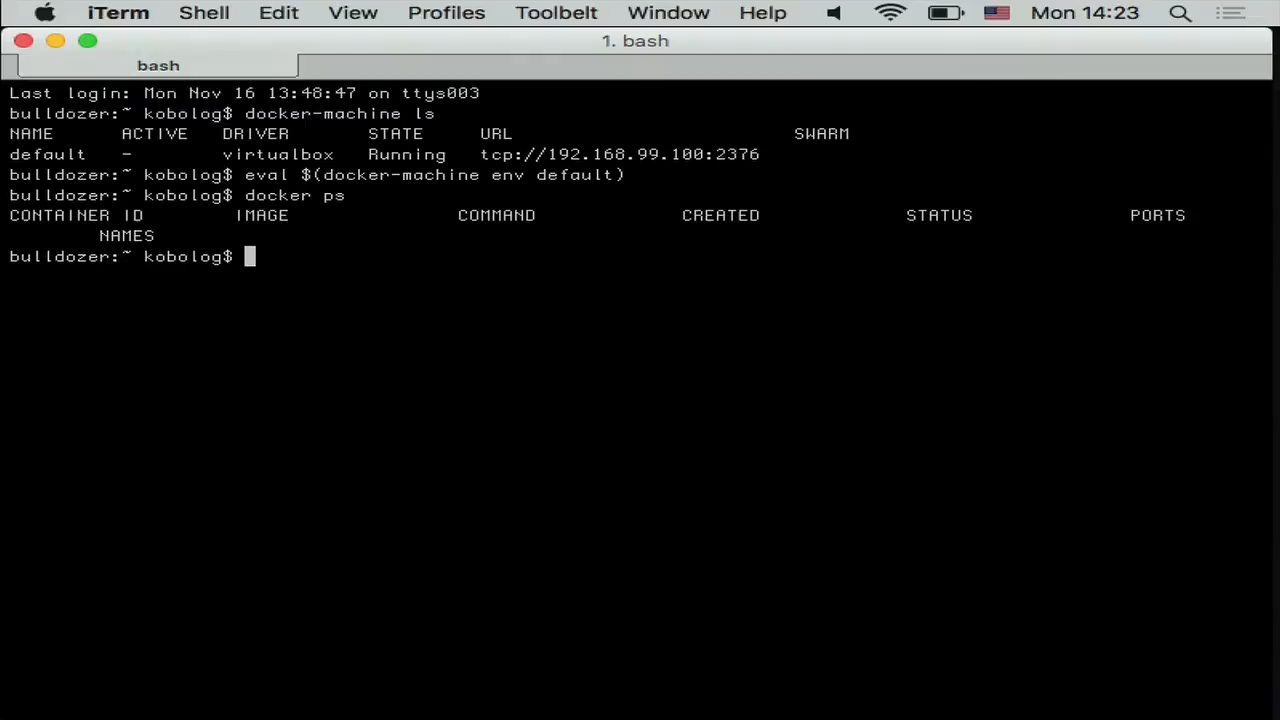 iTerm Shell Edit View Profiles Toolbelt Window Help Mon 14:23
1. bash
bash
Last login: Mon Nov 16 13:48:47 on ttys003
bulldozer:~ kobolog$ docker-machine ls
NAME ACTIVE DRIVER STATE URL SWARM
default - virtualbox Running tcp://192.168.99.100:2376
bulldozer:~ kobolog$ eval $(docker-machine env default)
bulldozer:~ kobolog$ docker ps
CONTAINER ID IMAGE COMMAND CREATED STATUS PORTS
NAMES
bulldozer:~ kobolog$